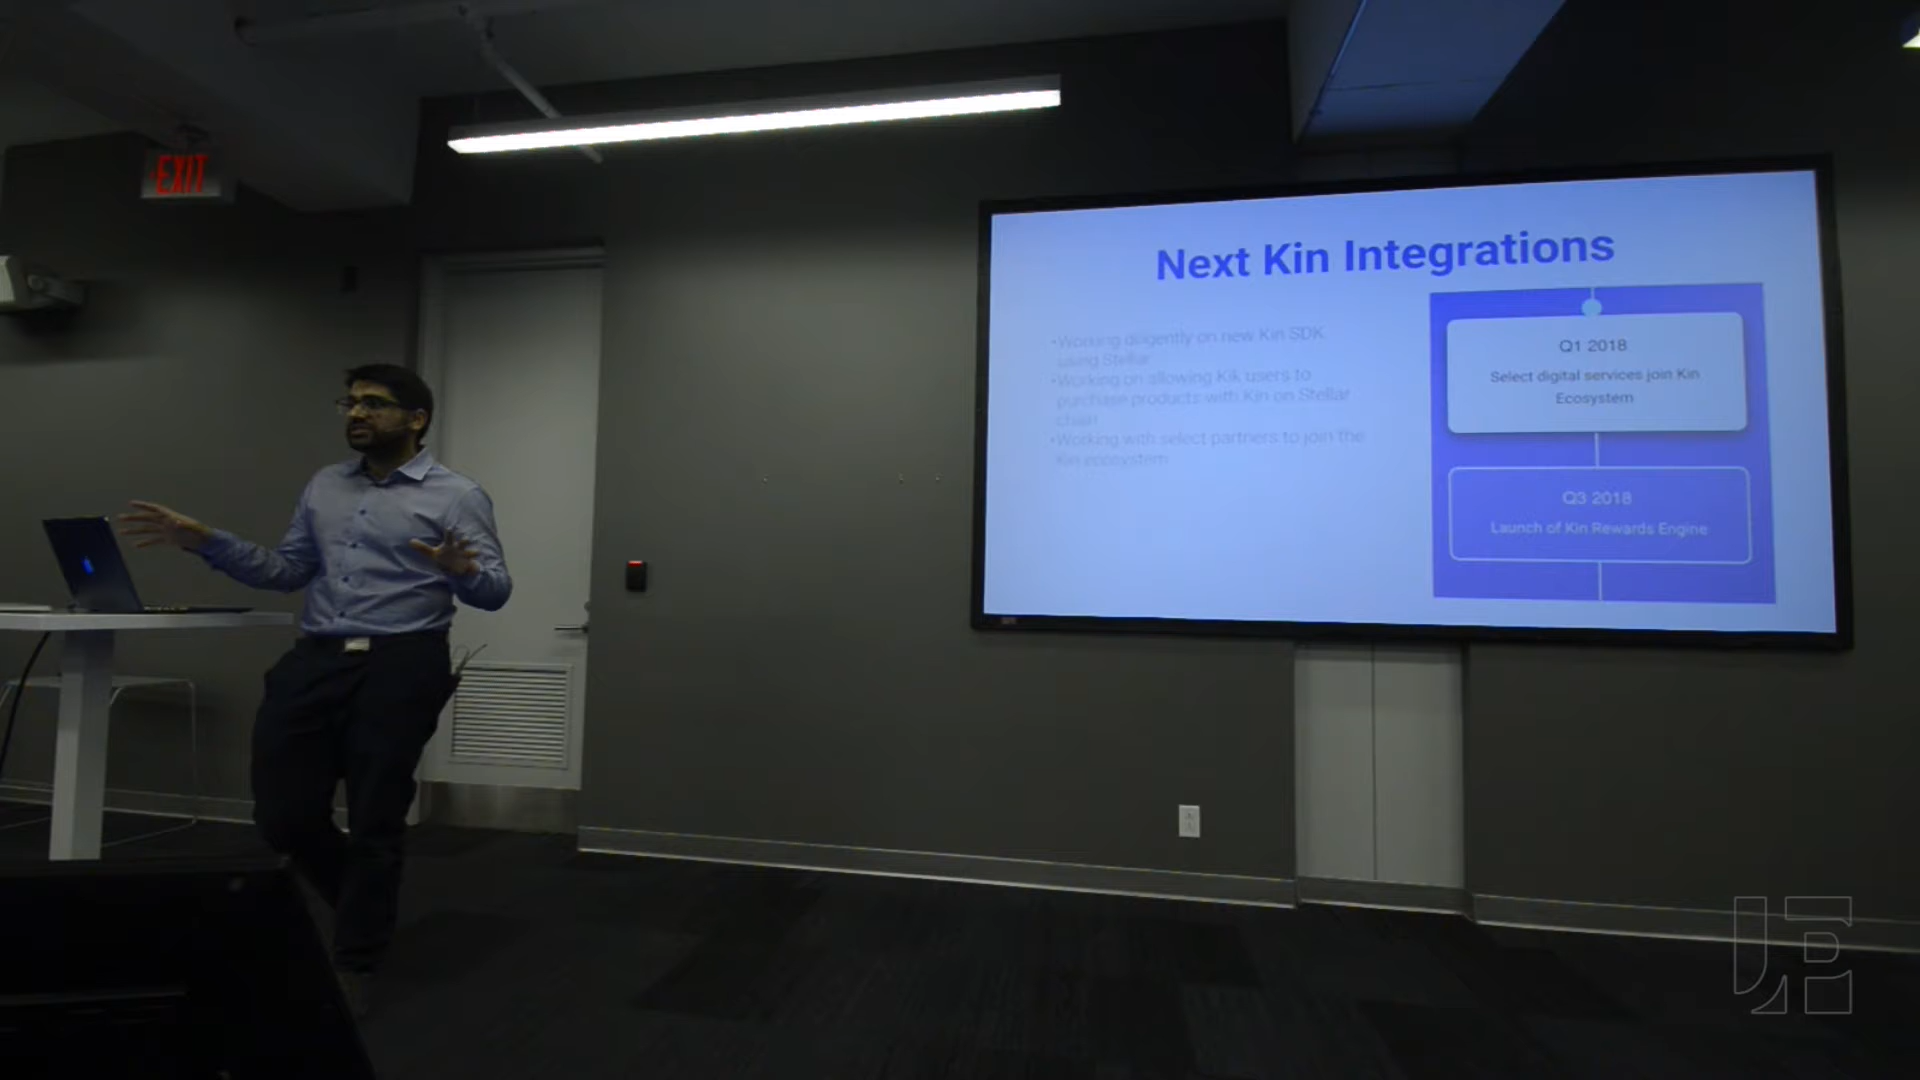 EXIT
Next Kin Integrations
•Working diligently on new Kin SDK
using Stellar
•Working on allowing Kik users to
purchase products with Kin on Stellar
chain
•Working with select partners to join the
Kin ecosystem
Q1 2018
Select digital services join Kin
Ecosystem
Q3 2018
Launch of Kin Rewards Engine